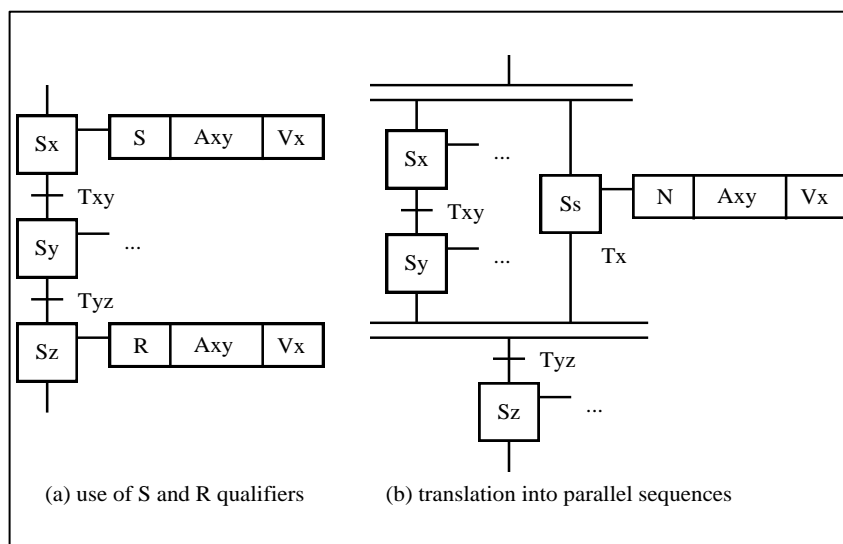 Sx
S Axy Vx
Txy
Sy ...
Tyz
Sz
R Axy Vx
(a) use of S and R qualifiers
Sx ...
Txy
Sy ...
Ss
N Axy Vx
Tx
Tyz
Sz ...
(b) translation into parallel sequences